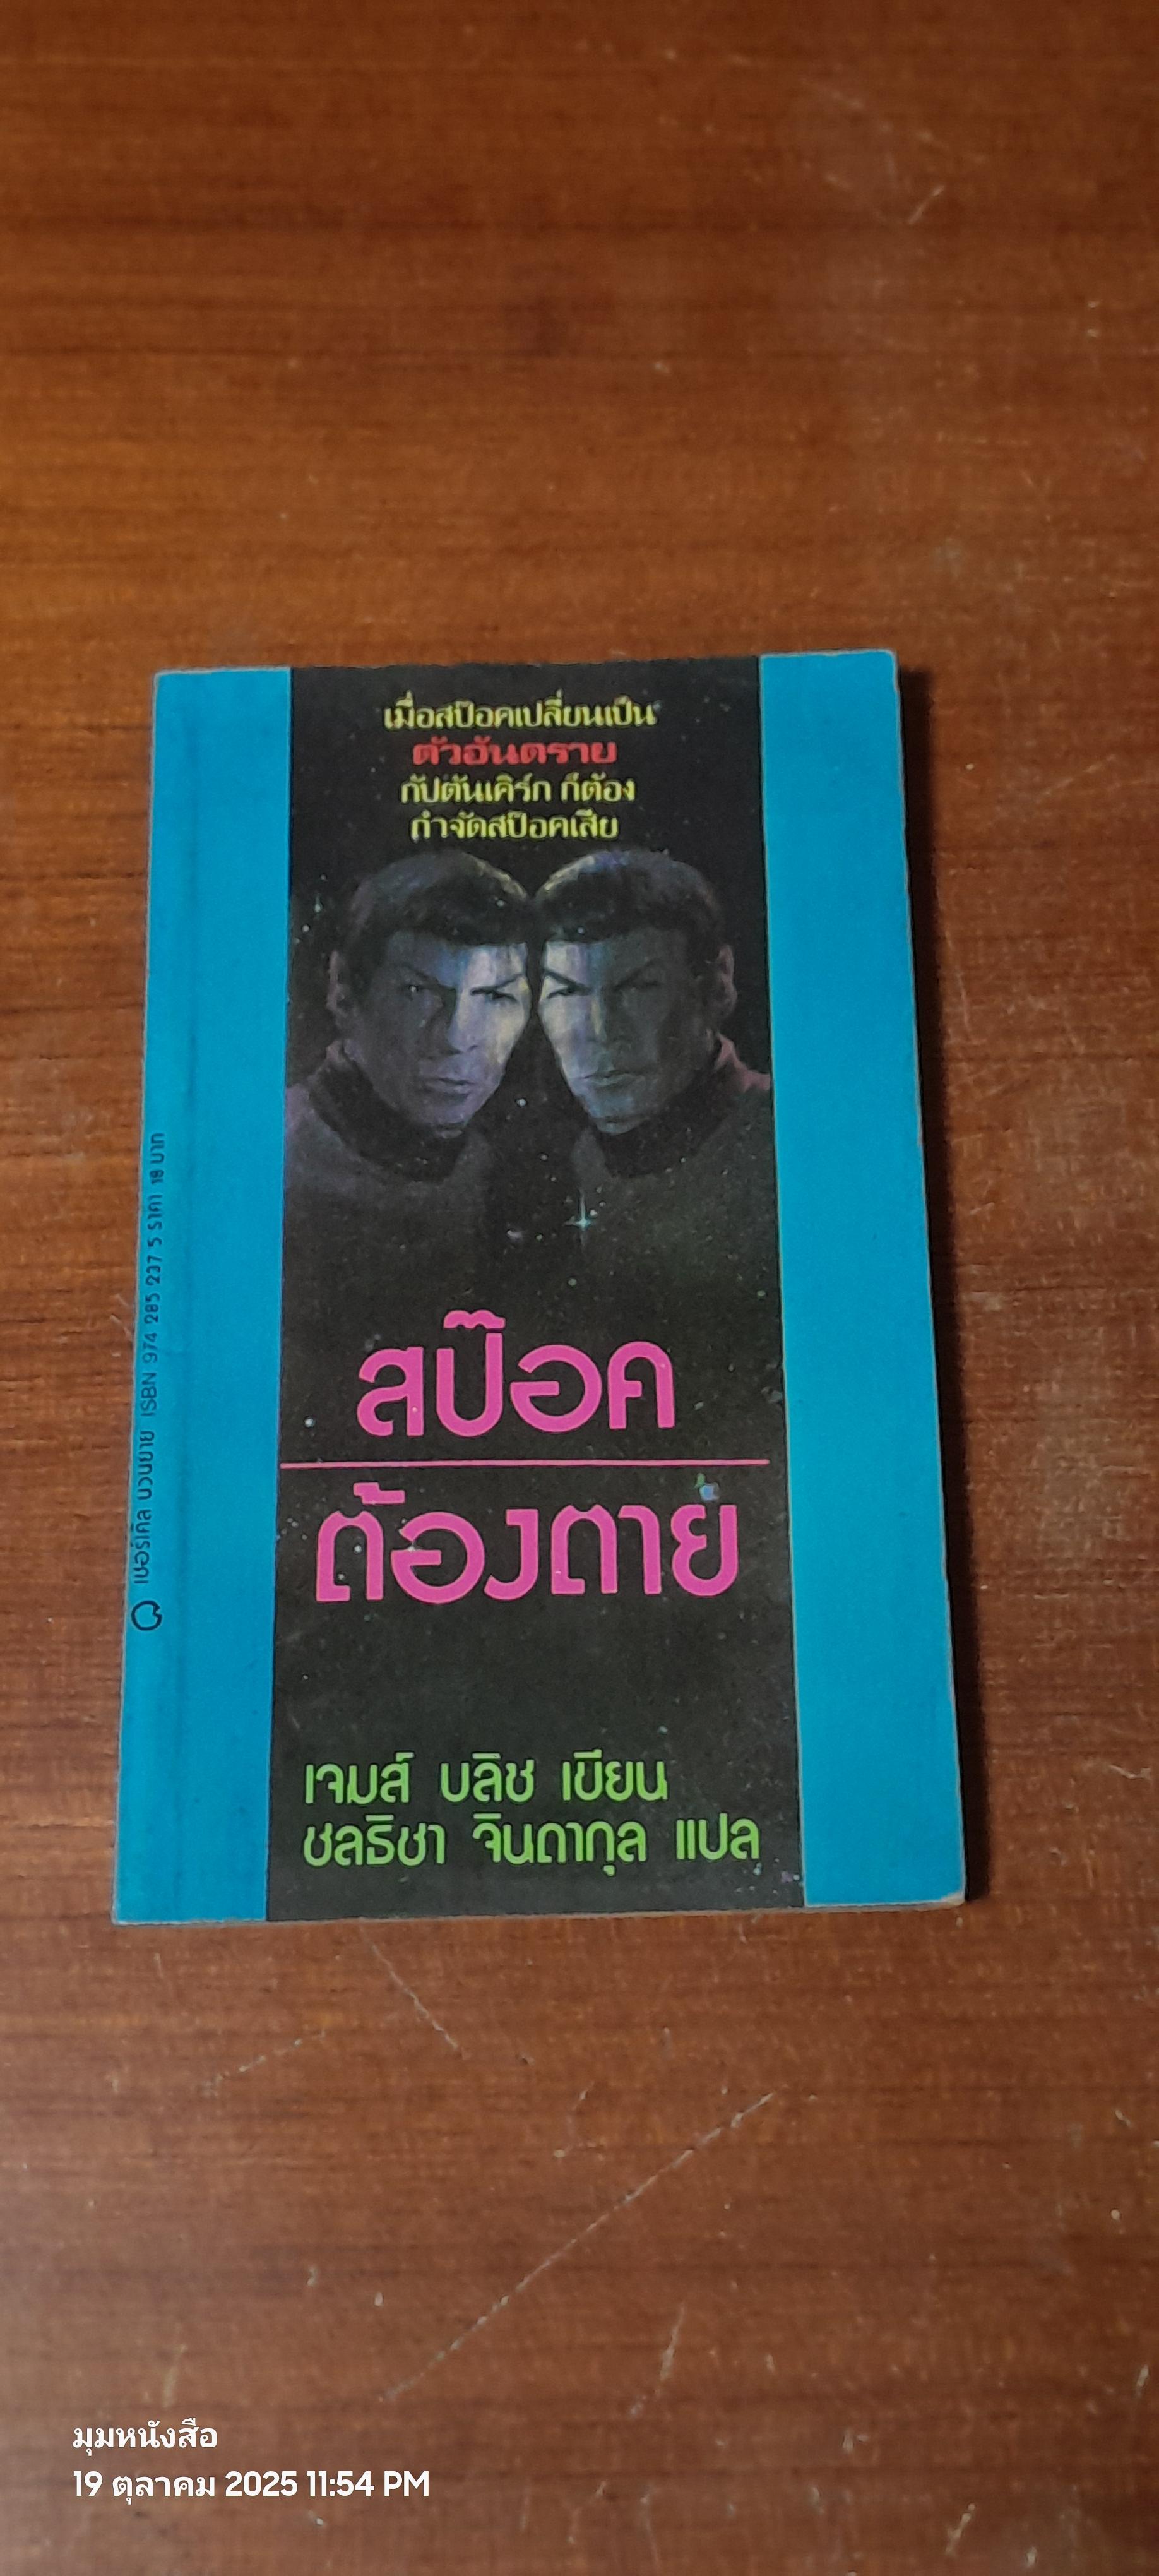 เมื่อสป๊อคเปลี่ยนเป็น
ตัวอันตราย
กัปตันเคิร์ก ก็ต้อง
กำจัดสป๊อคเสีย
สป๊อค
ต้องตาย
เจมส์ บลิช เขียน
ชลธิชา จินดากุล แปล
เซอร์เคิล นวนยาย ISBN 974 285 237 5 ราคา 18 บาท
มุมหนังสือ
19 ตุลาคม 2025 11:54 PM